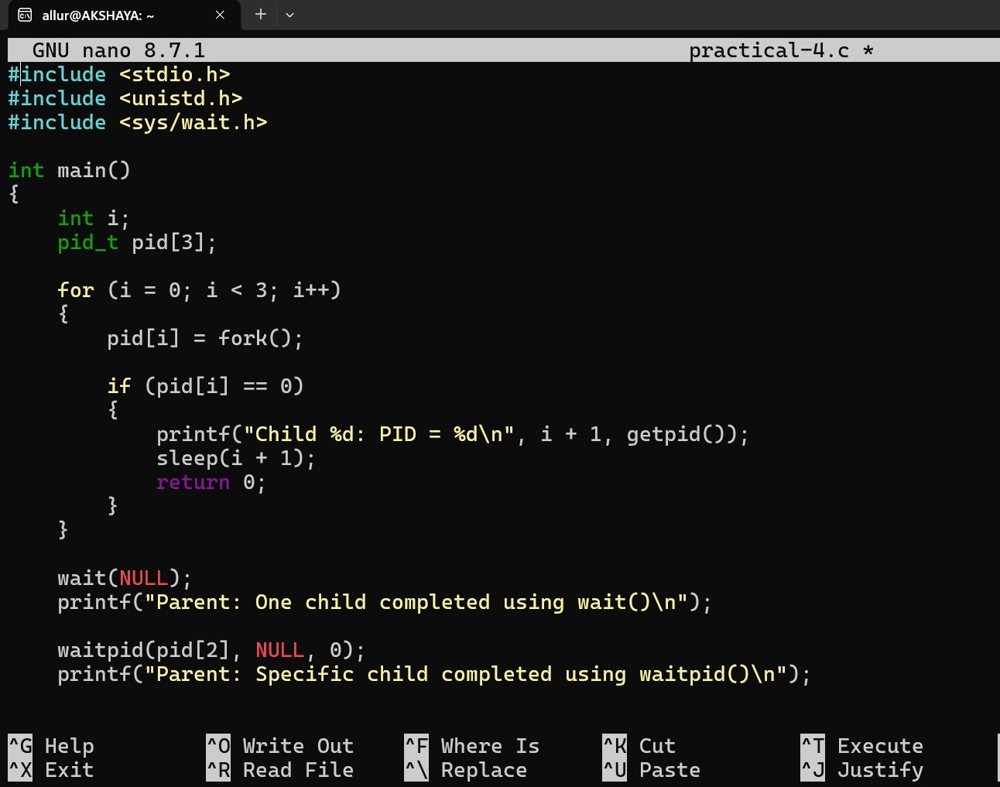 allur@AKSHAYA: ~
GNU nano 8.7.1 practical-4.c *
#include <stdio.h>
#include <unistd.h>
#include <sys/wait.h>

int main()
{
    int i;
    pid_t pid[3];

    for (i = 0; i < 3; i++)
    {
        pid[i] = fork();

        if (pid[i] == 0)
        {
            printf("Child %d: PID = %d\n", i + 1, getpid());
            sleep(i + 1);
            return 0;
        }
    }

    wait(NULL);
    printf("Parent: One child completed using wait()\n");

    waitpid(pid[2], NULL, 0);
    printf("Parent: Specific child completed using waitpid()\n");

^G Help ^O Write Out ^F Where Is ^K Cut ^T Execute
^X Exit ^R Read File ^\ Replace ^U Paste ^J Justify